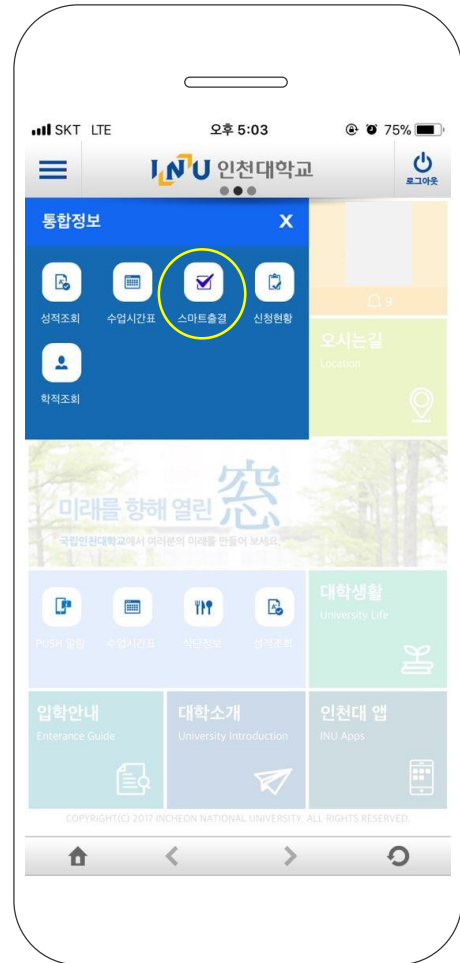 SKT LTE 오후 5:03 75%
INU 인천대학교
로그아웃
통합정보 X
성적조회 수업시간표 스마트출결 신청현황
학적조회
9
오시는길
Location
미래를 향해 열린 窓
국립인천대학교에서 여러분의 미래를 만들어 보세요
PUSH 알림 수업시간표 식단정보 성적조회
대학생활
University Life
입학안내
Enterance Guide
대학소개
University Introduction
인천대 앱
INU Apps
COPYRIGHT(C) 2017 INCHEON NATIONAL UNIVERSITY. ALL RIGHTS RESERVED.